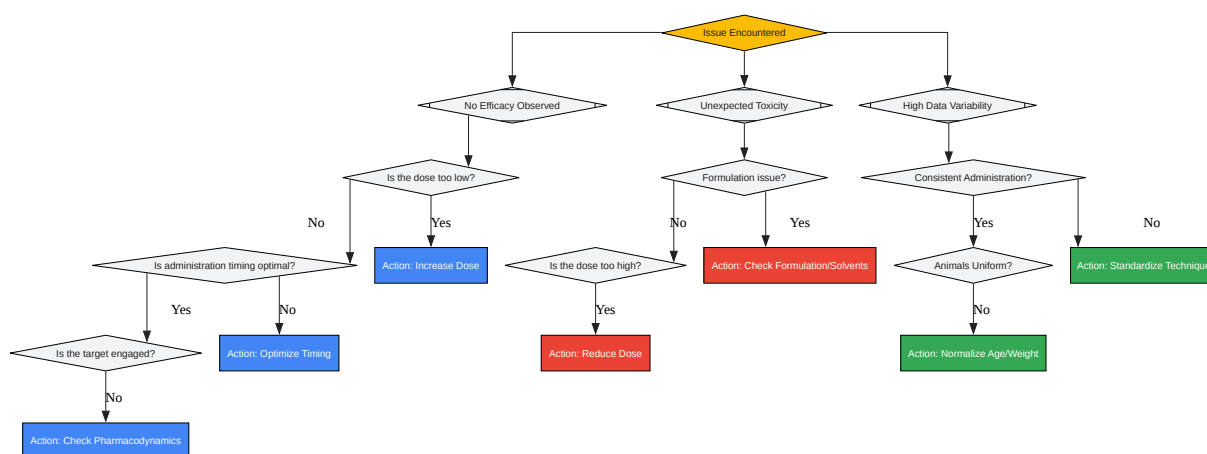 Issue Encountered
No Efficacy Observed
Unexpected Toxicity
High Data Variability
Is the dose too low?
Formulation issue?
Consistent Administration?
No
Yes
No
Yes
Yes
No
Is administration timing optimal?
Action: Increase Dose
Is the dose too high?
Action: Check Formulation/Solvents
Animals Uniform?
Action: Standardize Technique
Yes
No
Yes
No
Is the target engaged?
Action: Optimize Timing
Action: Reduce Dose
Action: Normalize Age/Weight
No
Action: Check Pharmacodynamics